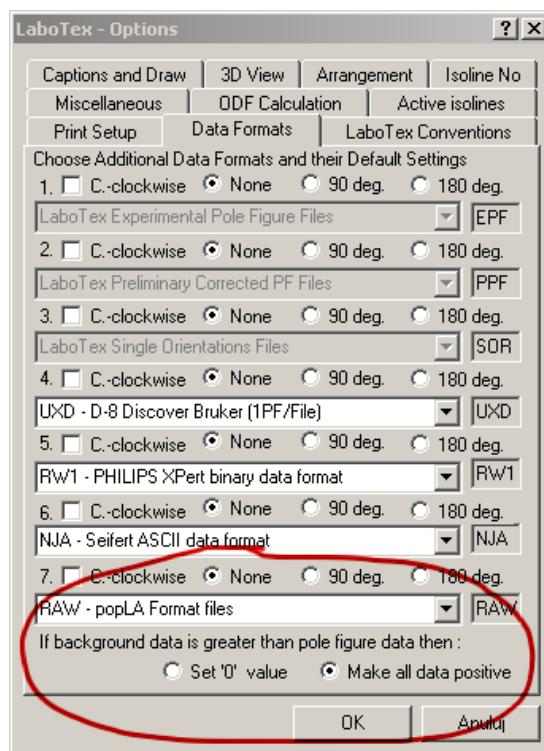 LaboTex - Options
Captions and Draw 3D View Arrangement Isoline No
Miscellaneous ODF Calculation Active isolines
Print Setup Data Formats LaboTex Conventions
Choose Additional Data Formats and their Default Settings
1. C.-clockwise None 90 deg. 180 deg.
LaboTex Experimental Pole Figure Files EPF
2. C.-clockwise None 90 deg. 180 deg.
LaboTex Preliminary Corrected PF Files PPF
3. C.-clockwise None 90 deg. 180 deg.
LaboTex Single Orientations Files SOR
4. C.-clockwise None 90 deg. 180 deg.
UXD - D-8 Discover Bruker (1PF/File) UXD
5. C.-clockwise None 90 deg. 180 deg.
RW1 - PHILIPS XPert binary data format RW1
6. C.-clockwise None 90 deg. 180 deg.
NJA - Seifert ASCII data format NJA
7. C.-clockwise None 90 deg. 180 deg.
RAW - popLA Format files RAW
If background data is greater than pole figure data then :
Set '0' value Make all data positive
OK Anuluj